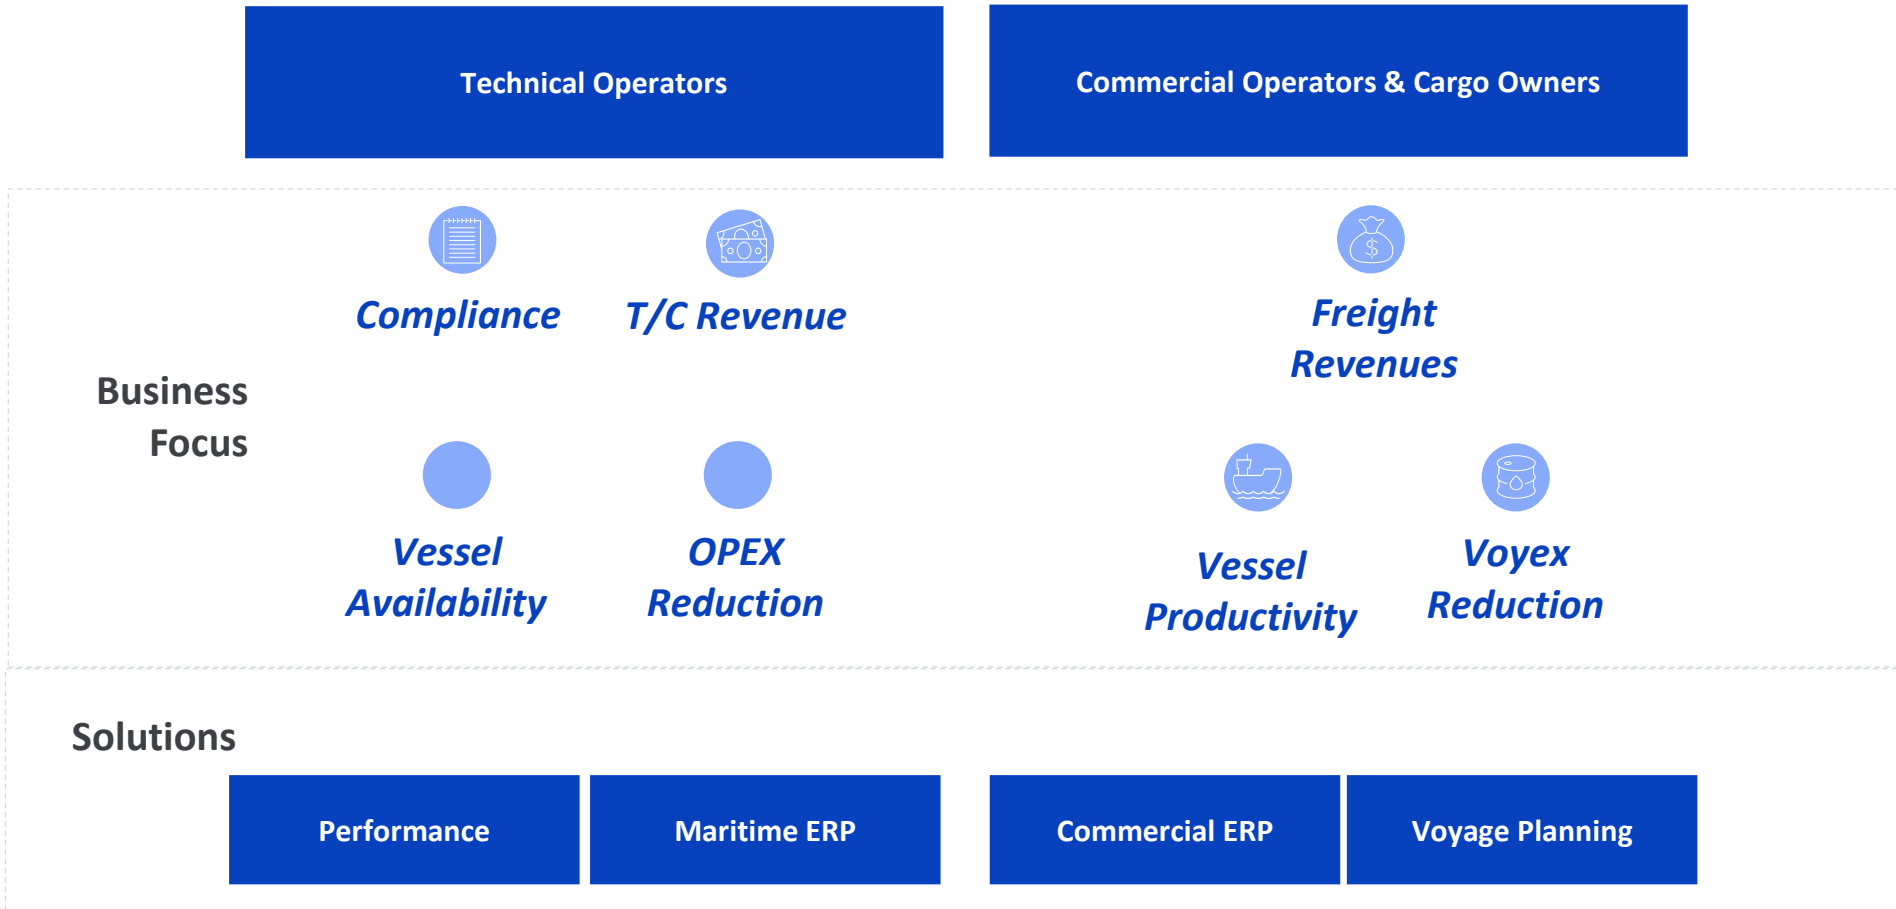 Technical Operators
Commercial Operators & Cargo Owners
Business
Focus
Compliance
T/C Revenue
Freight
Revenues
Vessel
Availability
OPEX
Reduction
Vessel
Productivity
Voyex
Reduction
Solutions
Performance
Maritime ERP
Commercial ERP
Voyage Planning